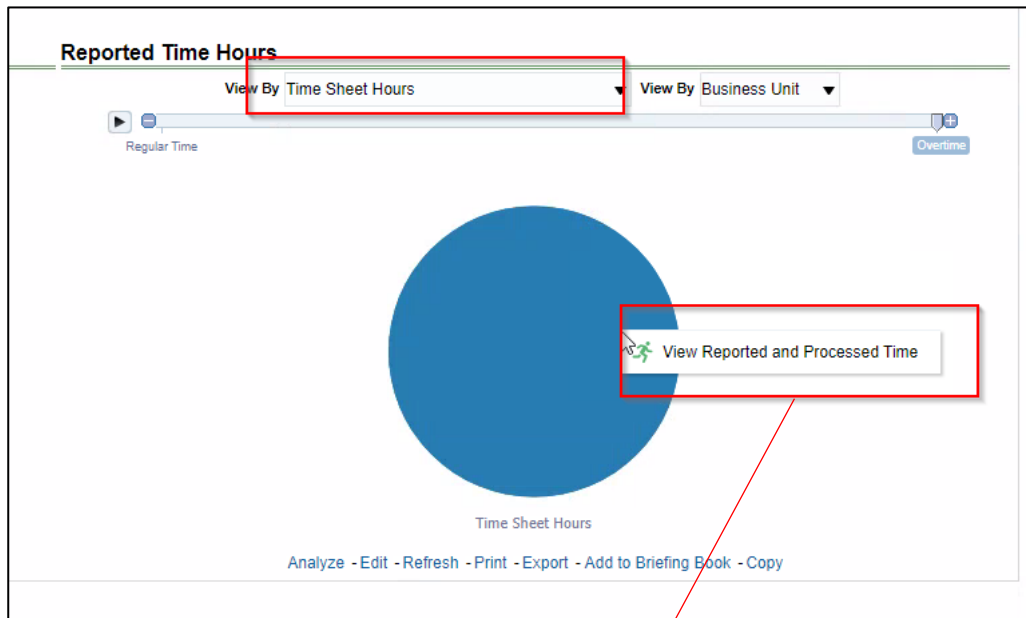 Reported Time Hours
View By Time Sheet Hours View By Business Unit
Regular Time Overtime
View Reported and Processed Time
Time Sheet Hours
Analyze - Edit - Refresh - Print - Export - Add to Briefing Book - Copy